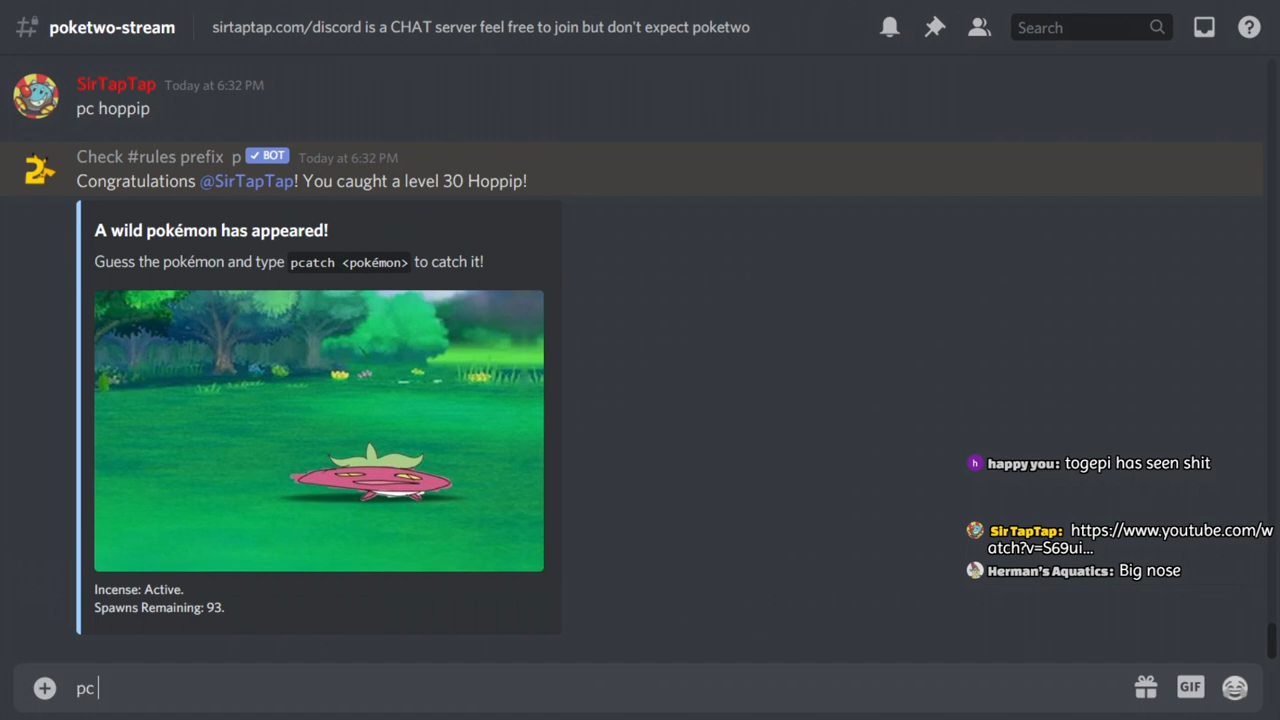 poketwo-stream
sirtaptap.com/discord is a CHAT server feel free to join but don't expect poketwo
Search
SirTapTap Today at 6:32 PM
pc hoppip
Check #rules prefix p BOT Today at 6:32 PM
Congratulations @SirTapTap! You caught a level 30 Hoppip!
A wild pokémon has appeared!
Guess the pokémon and type pcatch <pokémon> to catch it!
Incense: Active.
Spawns Remaining: 93.
h happy you: togepi has seen shit
SirTapTap: https://www.youtube.com/w
atch?v=S69ui...
Herman's Aquatics: Big nose
pc
GIF